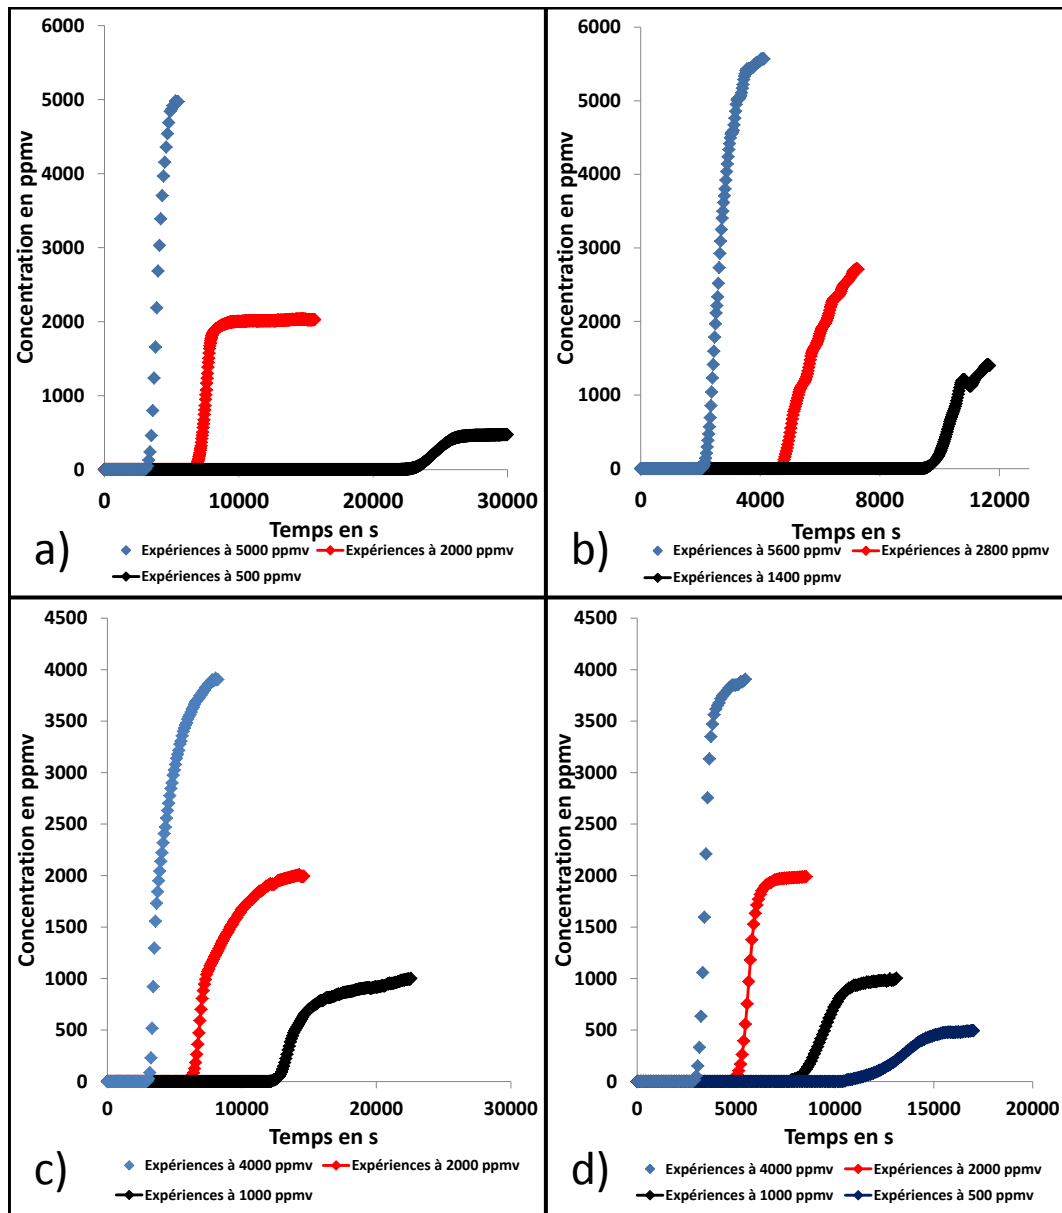 6000
5000
4000
3000
2000
1000
0
Concentration en ppmv
0 10000 20000 30000
Temps en s
a)
Expériences à 5000 ppmv Expériences à 2000 ppmv
Expériences à 500 ppmv
6000
5000
4000
3000
2000
1000
0
Concentration en ppmv
0 4000 8000 12000
Temps en s
b)
Expériences à 5600 ppmv Expériences à 2800 ppmv
Expériences à 1400 ppmv
4500
4000
3500
3000
2500
2000
1500
1000
500
0
Concentration en ppmv
0 10000 20000 30000
Temps en s
c)
Expériences à 4000 ppmv Expériences à 2000 ppmv
Expériences à 1000 ppmv
4500
4000
3500
3000
2500
2000
1500
1000
500
0
Concentration en ppmv
0 5000 10000 15000 20000
Temps en s
d)
Expériences à 4000 ppmv Expériences à 2000 ppmv
Expériences à 1000 ppmv Expériences à 500 ppmv